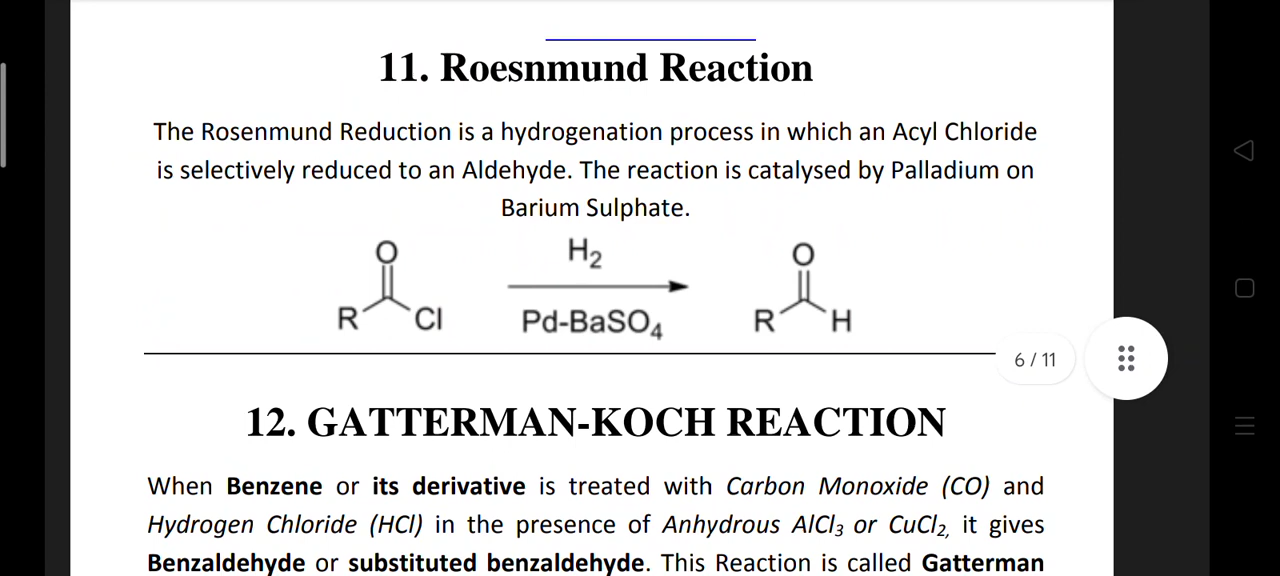 11. Roesnmund Reaction
The Rosenmund Reduction is a hydrogenation process in which an Acyl Chloride
is selectively reduced to an Aldehyde. The reaction is catalysed by Palladium on
Barium Sulphate.
O
R Cl
H₂
Pd-BaSO₄
O
R H
6 / 11
12. GATTERMAN-KOCH REACTION
When Benzene or its derivative is treated with Carbon Monoxide (CO) and
Hydrogen Chloride (HCl) in the presence of Anhydrous AlCl₃ or CuCl₂, it gives
Benzaldehyde or substituted benzaldehyde. This Reaction is called Gatterman